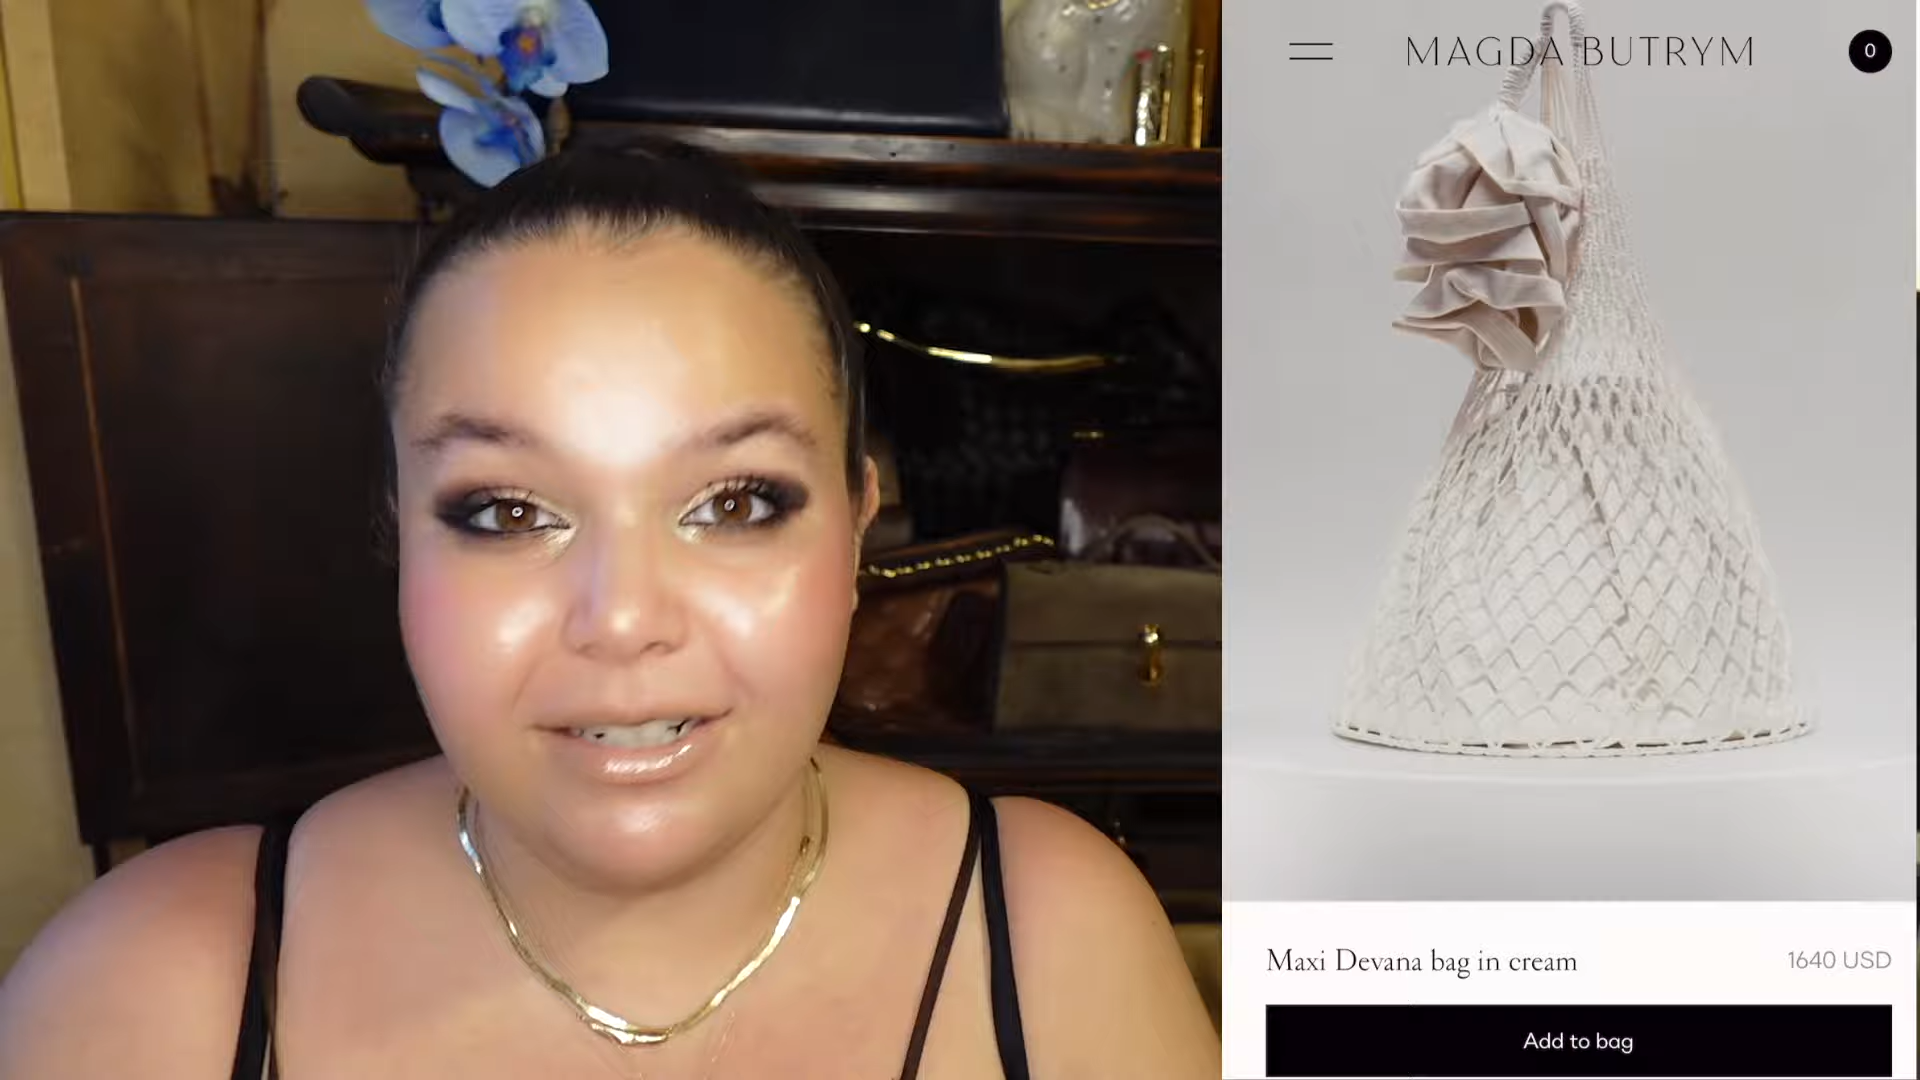 MAGDA BUTRYM
0
Maxi Devana bag in cream
1640 USD
Add to bag